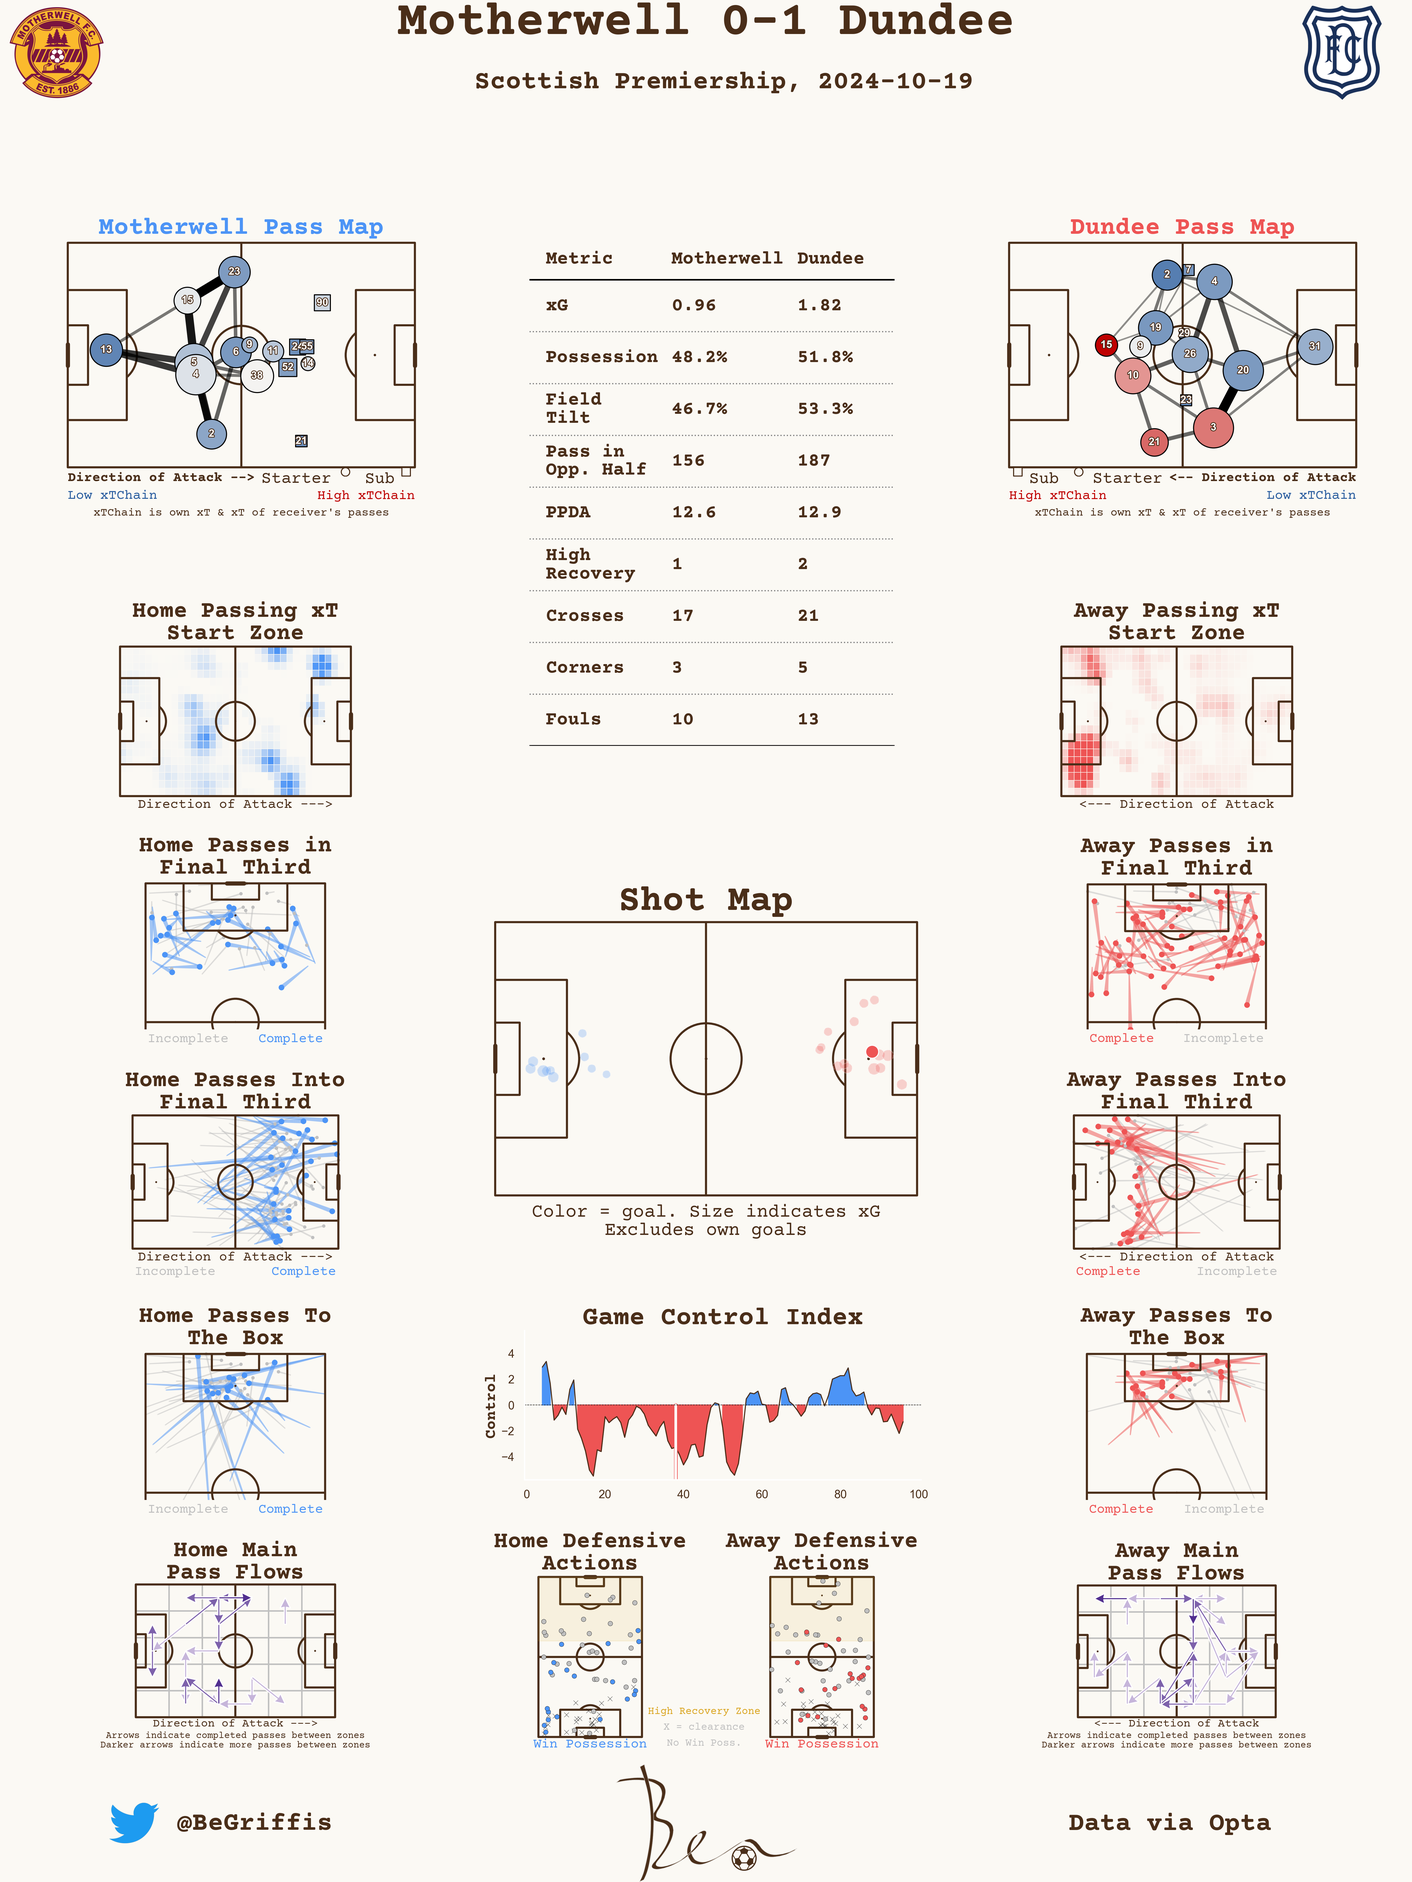 Motherwell 0-1 Dundee
Scottish Premiership, 2024-10-19
MOTHERWELL F.C.
EST. 1886
DFC
Motherwell Pass Map
23
15
90
13
5
4
6
9
11
24
55
52
14
38
2
21
Direction of Attack --> Starter Sub
Low xTChain High xTChain
xTChain is own xT & xT of receiver's passes
Metric Motherwell Dundee
xG 0.96 1.82
Possession 48.2% 51.8%
Field
Tilt 46.7% 53.3%
Pass in
Opp. Half 156 187
PPDA 12.6 12.9
High
Recovery 1 2
Crosses 17 21
Corners 3 5
Fouls 10 13
Dundee Pass Map
2
7
4
19
29
15
9
26
31
10
20
23
3
21
Sub Starter <-- Direction of Attack
High xTChain Low xTChain
xTChain is own xT & xT of receiver's passes
Home Passing xT
Start Zone
Direction of Attack --->
Away Passing xT
Start Zone
<--- Direction of Attack
Home Passes in
Final Third
Incomplete Complete
Away Passes in
Final Third
Complete Incomplete
Shot Map
Color = goal. Size indicates xG
Excludes own goals
Home Passes Into
Final Third
Direction of Attack --->
Incomplete Complete
Away Passes Into
Final Third
<--- Direction of Attack
Complete Incomplete
Home Passes To
The Box
Incomplete Complete
Game Control Index
Control
4
2
0
−2
−4
0 20 40 60 80 100
Away Passes To
The Box
Complete Incomplete
Home Main
Pass Flows
Direction of Attack --->
Arrows indicate completed passes between zones
Darker arrows indicate more passes between zones
Home Defensive
Actions
Win Possession
High Recovery Zone
X = clearance
No Win Poss.
Away Defensive
Actions
Win Possession
Away Main
Pass Flows
<--- Direction of Attack
Arrows indicate completed passes between zones
Darker arrows indicate more passes between zones
@BeGriffis
Ben
Data via Opta